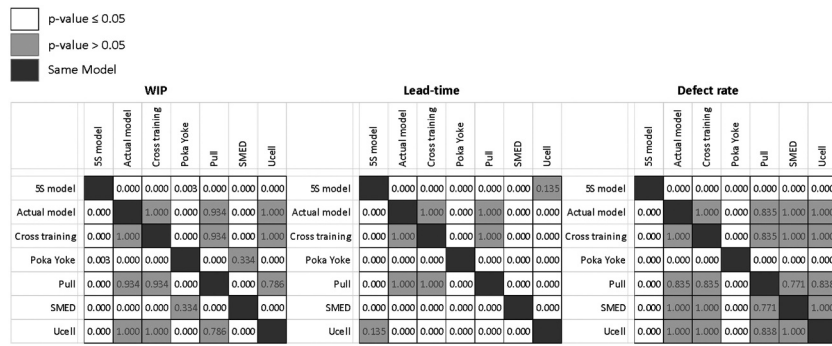 p-value ≤ 0.05
p-value > 0.05
Same Model
WIP Lead-time Defect rate
5S model Actual model Cross training Poka Yoke Pull SMED Ucell 5S model Actual model Cross training Poka Yoke Pull SMED Ucell 5S model Actual model Cross training Poka Yoke Pull SMED Ucell
5S model 0.000 0.000 0.003 0.000 0.000 0.000 5S model 0.000 0.000 0.000 0.000 0.000 0.135 5S model 0.000 0.000 0.000 0.000 0.000 0.000
Actual model 0.000 1.000 0.000 0.934 0.000 1.000 Actual model 0.000 1.000 0.000 1.000 0.000 0.000 Actual model 0.000 1.000 0.000 0.835 1.000 1.000
Cross training 0.000 1.000 0.000 0.934 0.000 1.000 Cross training 0.000 1.000 0.000 1.000 0.000 0.000 Cross training 0.000 1.000 0.000 0.835 1.000 1.000
Poka Yoke 0.003 0.000 0.000 0.000 0.334 0.000 Poka Yoke 0.000 0.000 0.000 0.000 0.000 0.000 Poka Yoke 0.000 0.000 0.000 0.000 0.000 0.000
Pull 0.000 0.934 0.934 0.000 0.000 0.786 Pull 0.000 1.000 1.000 0.000 0.000 0.000 Pull 0.000 0.835 0.835 0.000 0.771 0.838
SMED 0.000 0.000 0.000 0.334 0.000 0.000 SMED 0.000 0.000 0.000 0.000 0.000 0.000 SMED 0.000 1.000 1.000 0.000 0.771 1.000
Ucell 0.000 1.000 1.000 0.000 0.786 0.000 Ucell 0.135 0.000 0.000 0.000 0.000 0.000 Ucell 0.000 1.000 1.000 0.000 0.838 1.000